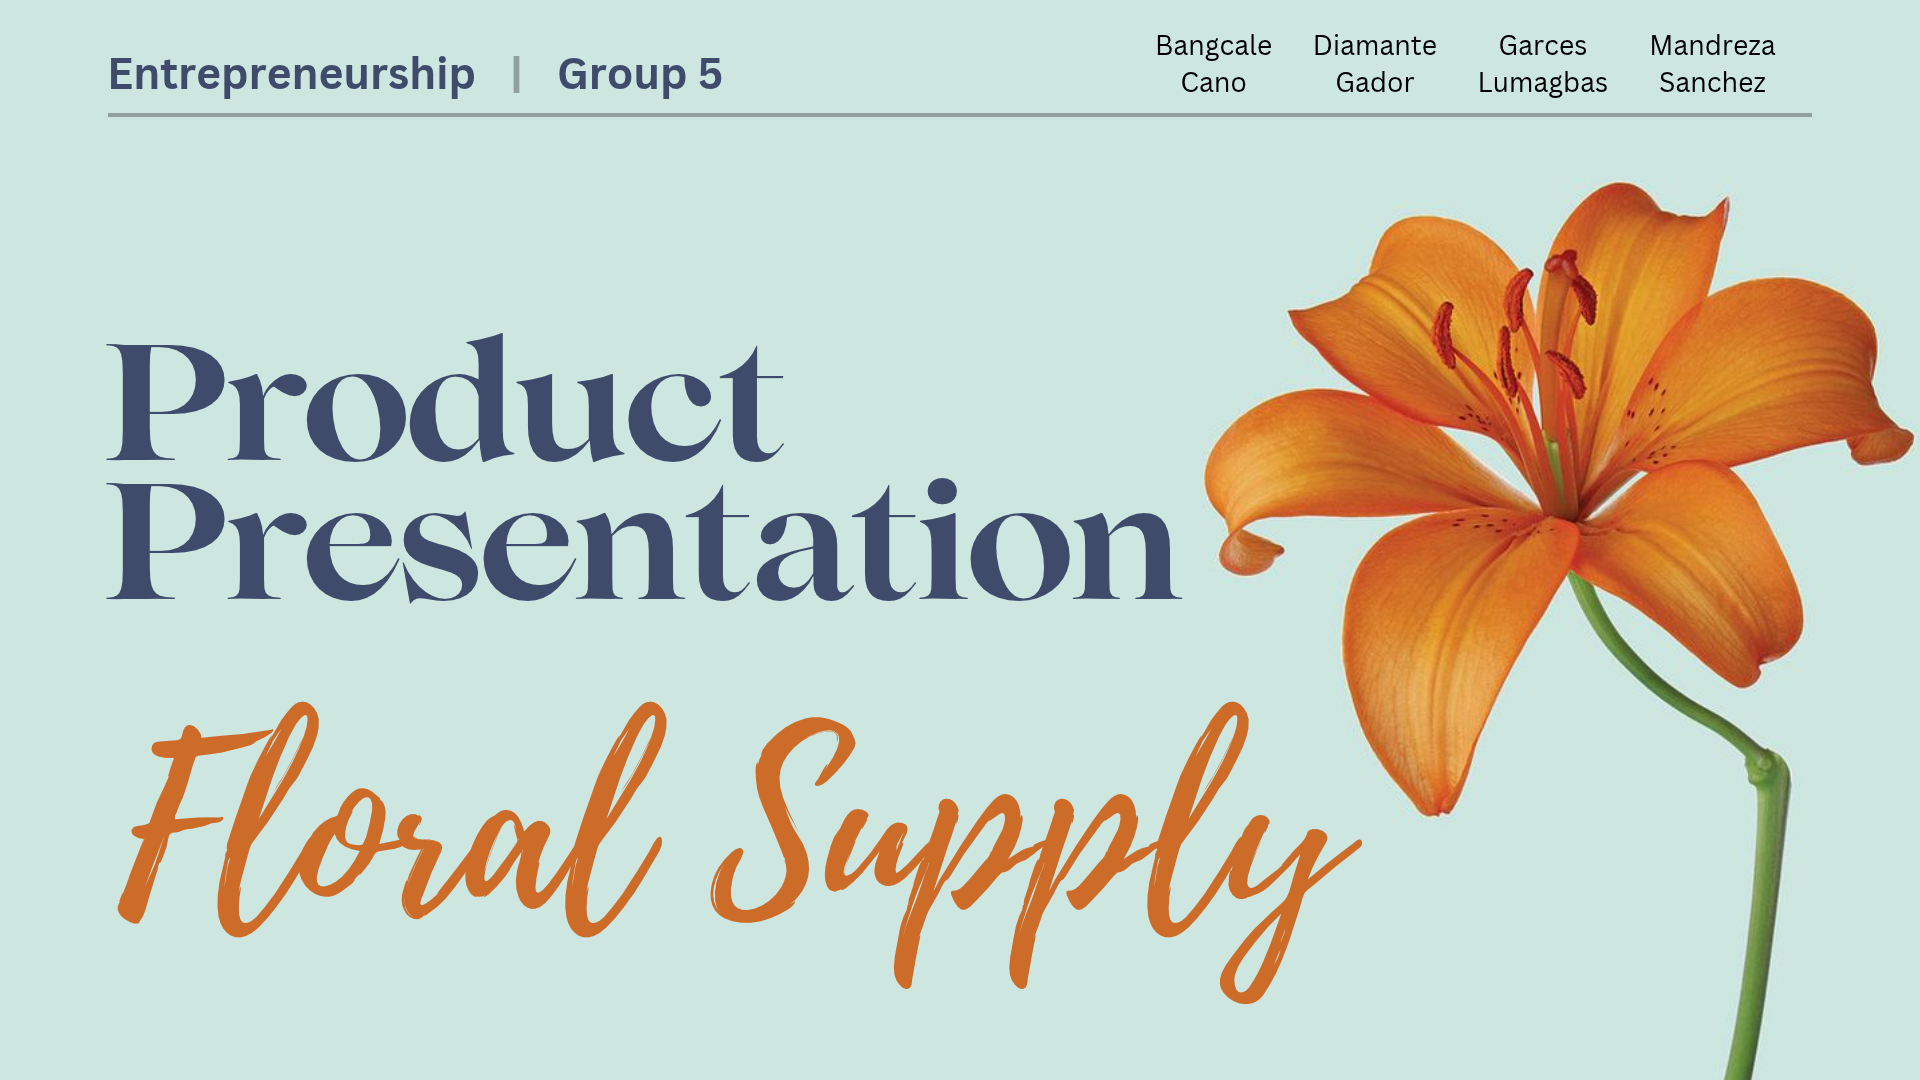 Entrepreneurship | Group 5
Bangcale Diamante Garces Mandreza
Cano Gador Lumagbas Sanchez
Product
Presentation
Floral Supply